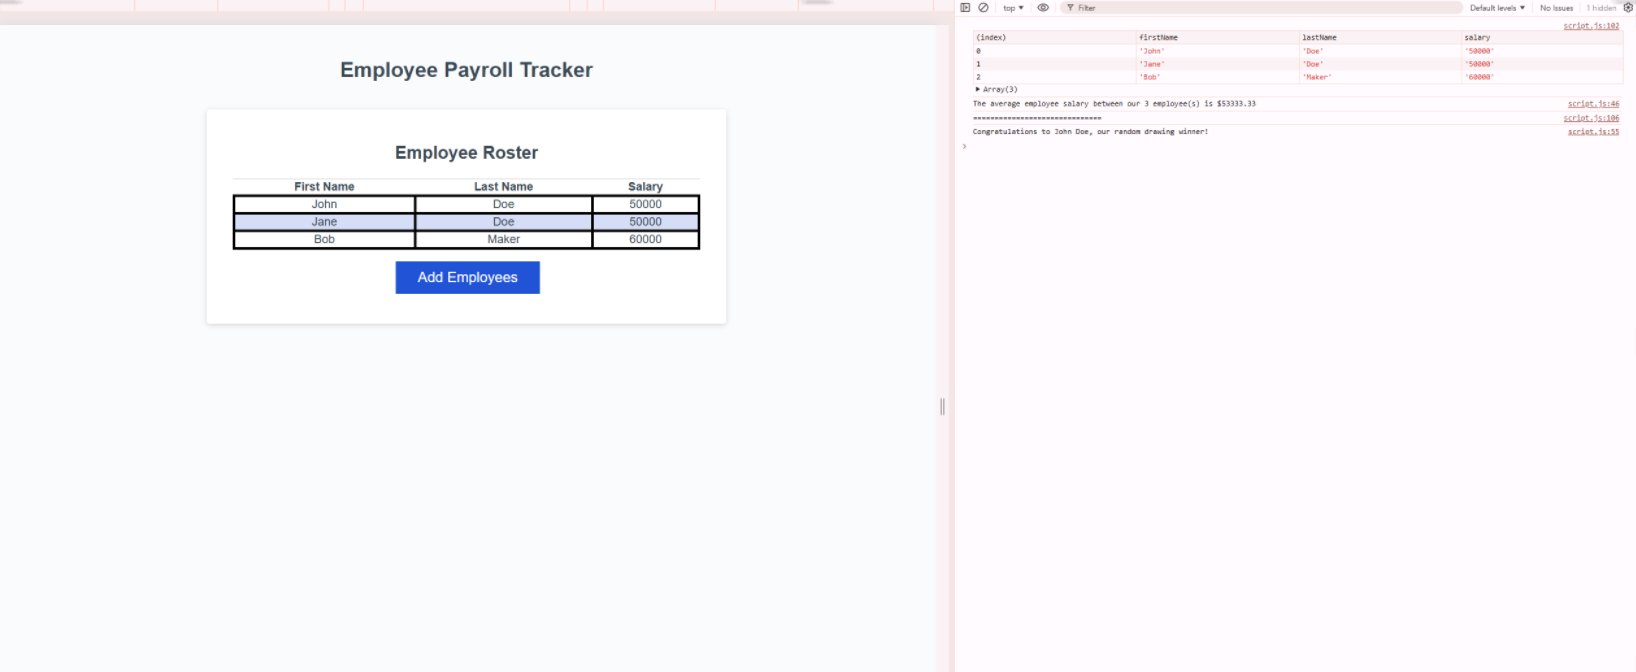 Employee Payroll Tracker
Employee Roster
First Name Last Name Salary
John Doe 50000
Jane Doe 50000
Bob Maker 60000
Add Employees
top ▼ Filter Default levels ▼ No Issues 1 hidden
script.js:102
(index) firstName lastName salary
0 'John' 'Doe' '50000'
1 'Jane' 'Doe' '50000'
2 'Bob' 'Maker' '60000'
▶ Array(3)
The average employee salary between our 3 employee(s) is $53333.33 script.js:46
============================== script.js:106
Congratulations to John Doe, our random drawing winner! script.js:55